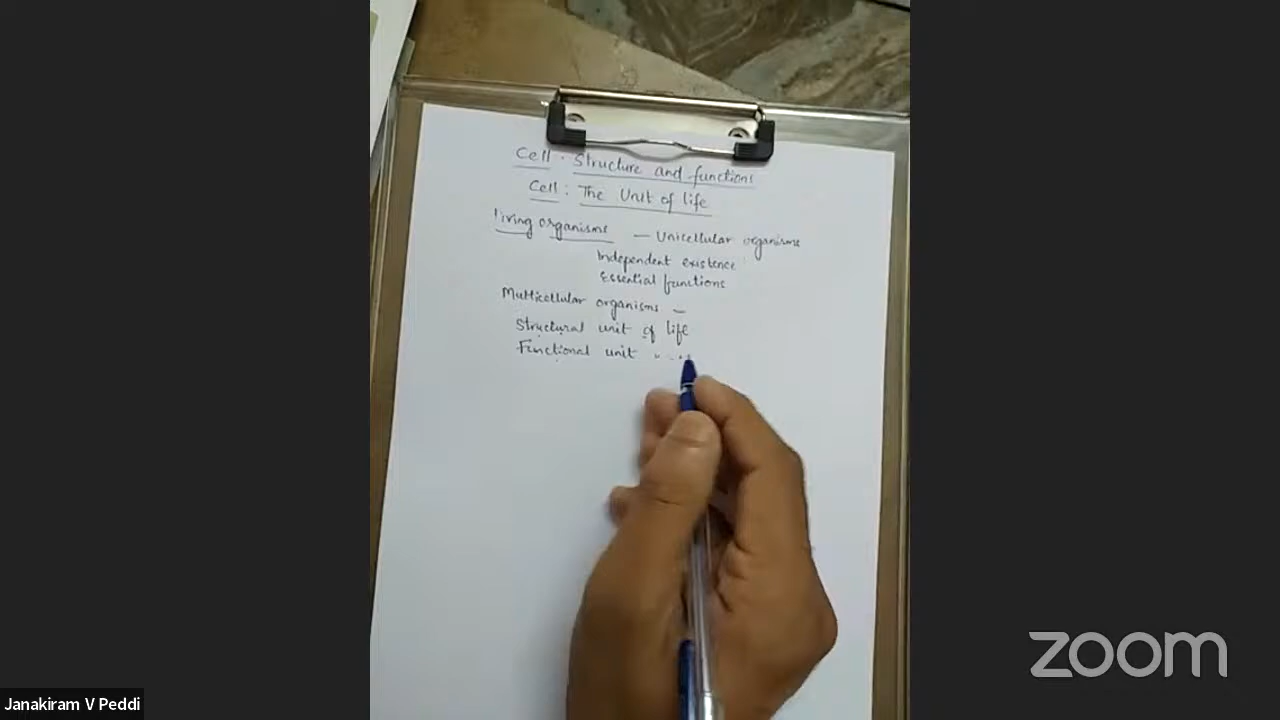 Cell . Structure and functions
Cell : The Unit of life
Living organisms — Unicellular organisms
Independent existence
Essential functions
Multicellular organisms —
Structural unit of life
Functional unit " "
zoom
Janakiram V Peddi